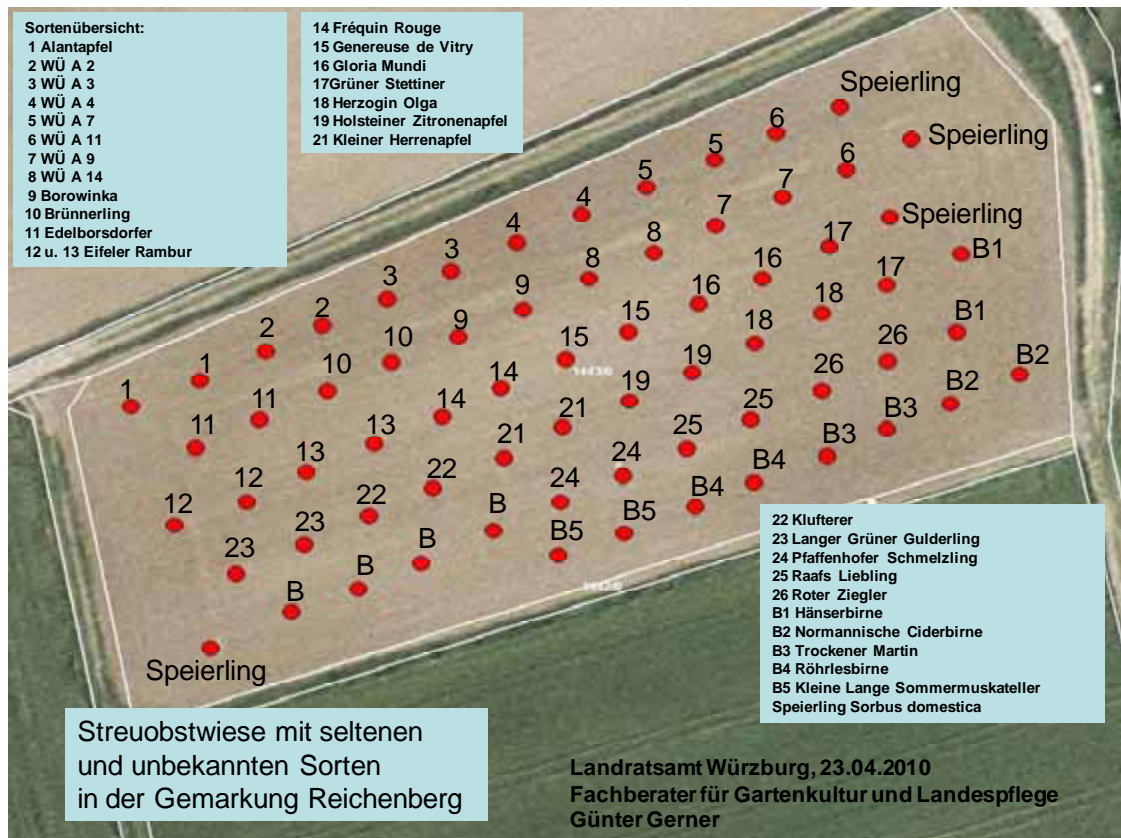 Sortenübersicht:
1 Alantapfel
2 WÜ A 2
3 WÜ A 3
4 WÜ A 4
5 WÜ A 7
6 WÜ A 11
7 WÜ A 9
8 WÜ A 14
9 Borowinka
10 Brünnerling
11 Edelborsdorfer
12 u. 13 Eifeler Rambur
14 Fréquin Rouge
15 Genereuse de Vitry
16 Gloria Mundi
17Grüner Stettiner
18 Herzogin Olga
19 Holsteiner Zitronenapfel
21 Kleiner Herrenapfel
Speierling
6 Speierling
5 6
5 7 Speierling
4 7 17 B1
4 8 16 17
3 8 16 18 B1
3 9 15 26
2 9 15 18 26 B2
2 10 14 19 B2
1 10 14 19 25 B3
1 11 13 21 25 B3
11 13 21 24 B4
12 22 24 B4
12 22 B B5
23 23 B B5
B B
Speierling
22 Klufterer
23 Langer Grüner Gulderling
24 Pfaffenhofer Schmelzling
25 Raafs Liebling
26 Roter Ziegler
B1 Hänserbirne
B2 Normannische Ciderbirne
B3 Trockener Martin
B4 Röhrlesbirne
B5 Kleine Lange Sommermuskateller
Speierling Sorbus domestica
Streuobstwiese mit seltenen
und unbekannten Sorten
in der Gemarkung Reichenberg
Landratsamt Würzburg, 23.04.2010
Fachberater für Gartenkultur und Landespflege
Günter Gerner